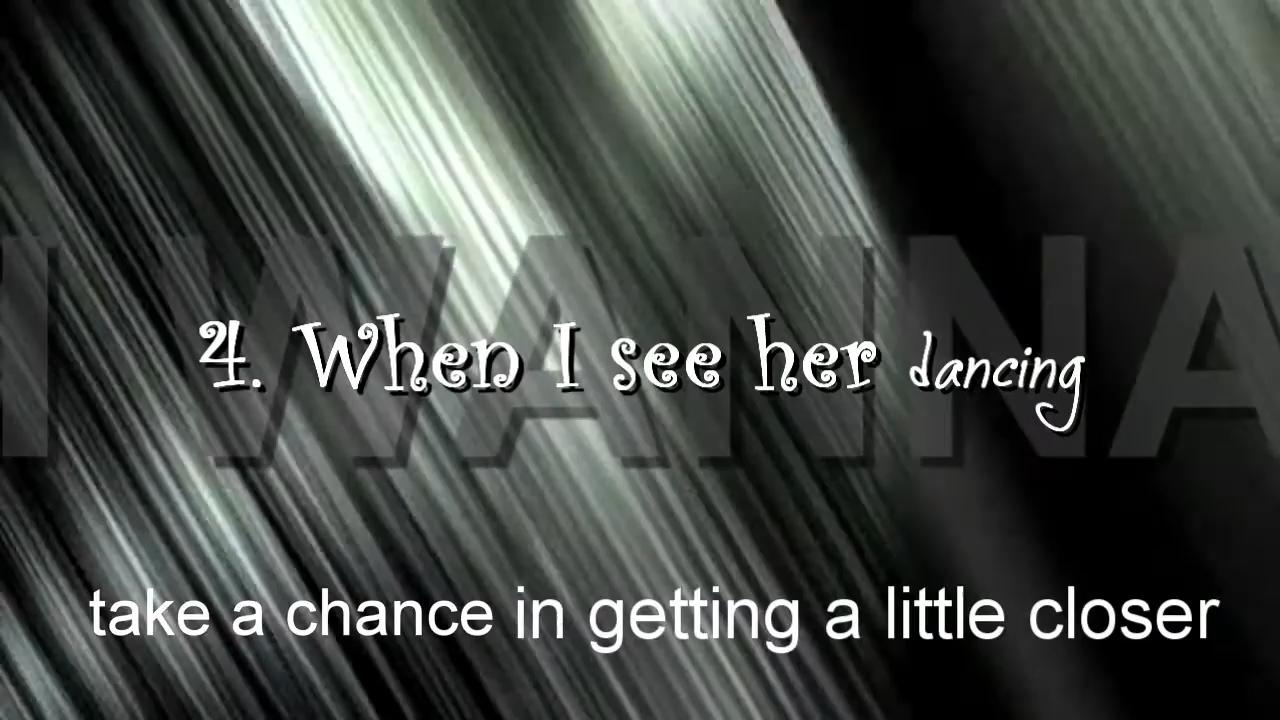 I WANNA
4. When I see her dancing
take a chance in getting a little closer